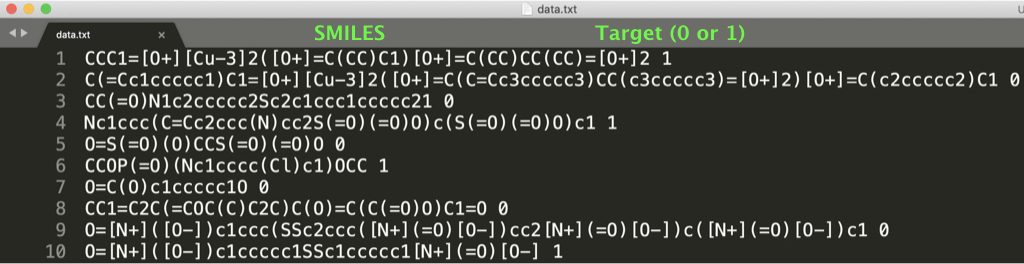 data.txt
data.txt × SMILES Target (0 or 1)
1 CCC1=[O+][Cu-3]2([O+]=C(CC)C1)[O+]=C(CC)CC(CC)=[O+]2 1
2 C(=Cc1ccccc1)C1=[O+][Cu-3]2([O+]=C(C=Cc3ccccc3)CC(c3ccccc3)=[O+]2)[O+]=C(c2ccccc2)C1 0
3 CC(=O)N1c2ccccc2Sc2c1ccc1ccccc21 0
4 Nc1ccc(C=Cc2ccc(N)cc2S(=O)(=O)O)c(S(=O)(=O)O)c1 1
5 O=S(=O)(O)CCS(=O)(=O)O 0
6 CCOP(=O)(Nc1cccc(Cl)c1)OCC 1
7 O=C(O)c1ccccc1O 0
8 CC1=C2C(=COC(C)C2C)C(O)=C(C(=O)O)C1=O 0
9 O=[N+]([O-])c1ccc(SSc2ccc([N+](=O)[O-])cc2[N+](=O)[O-])c([N+](=O)[O-])c1 0
10 O=[N+]([O-])c1ccccc1SSc1ccccc1[N+](=O)[O-] 1